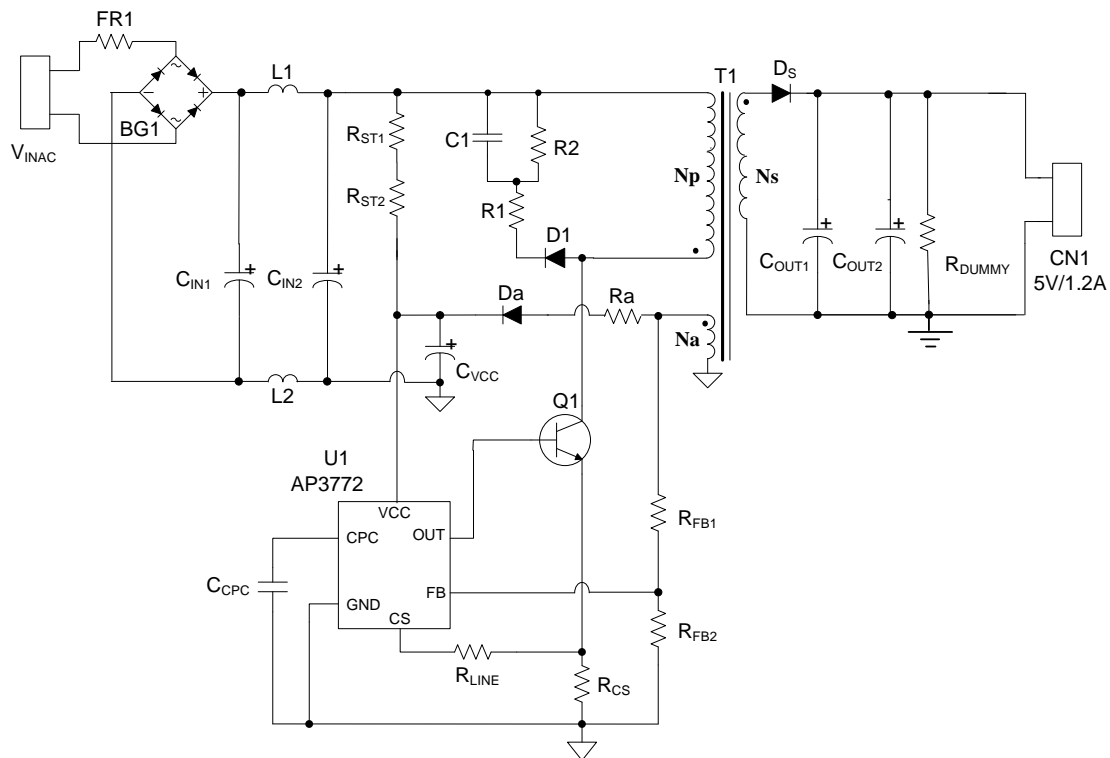 FR1
VINAC
BG1
~
~
−
+
L1
+
CIN1
+
CIN2
L2
RST1
RST2
C1
R2
R1
D1
Np
T1
Ns
DS
+
COUT1
+
COUT2
RDUMMY
CN1
5V/1.2A
Da
Ra
Na
+
CVCC
Q1
U1
AP3772
VCC
CPC
OUT
GND
FB
CS
CCPC
RLINE
RCS
RFB1
RFB2